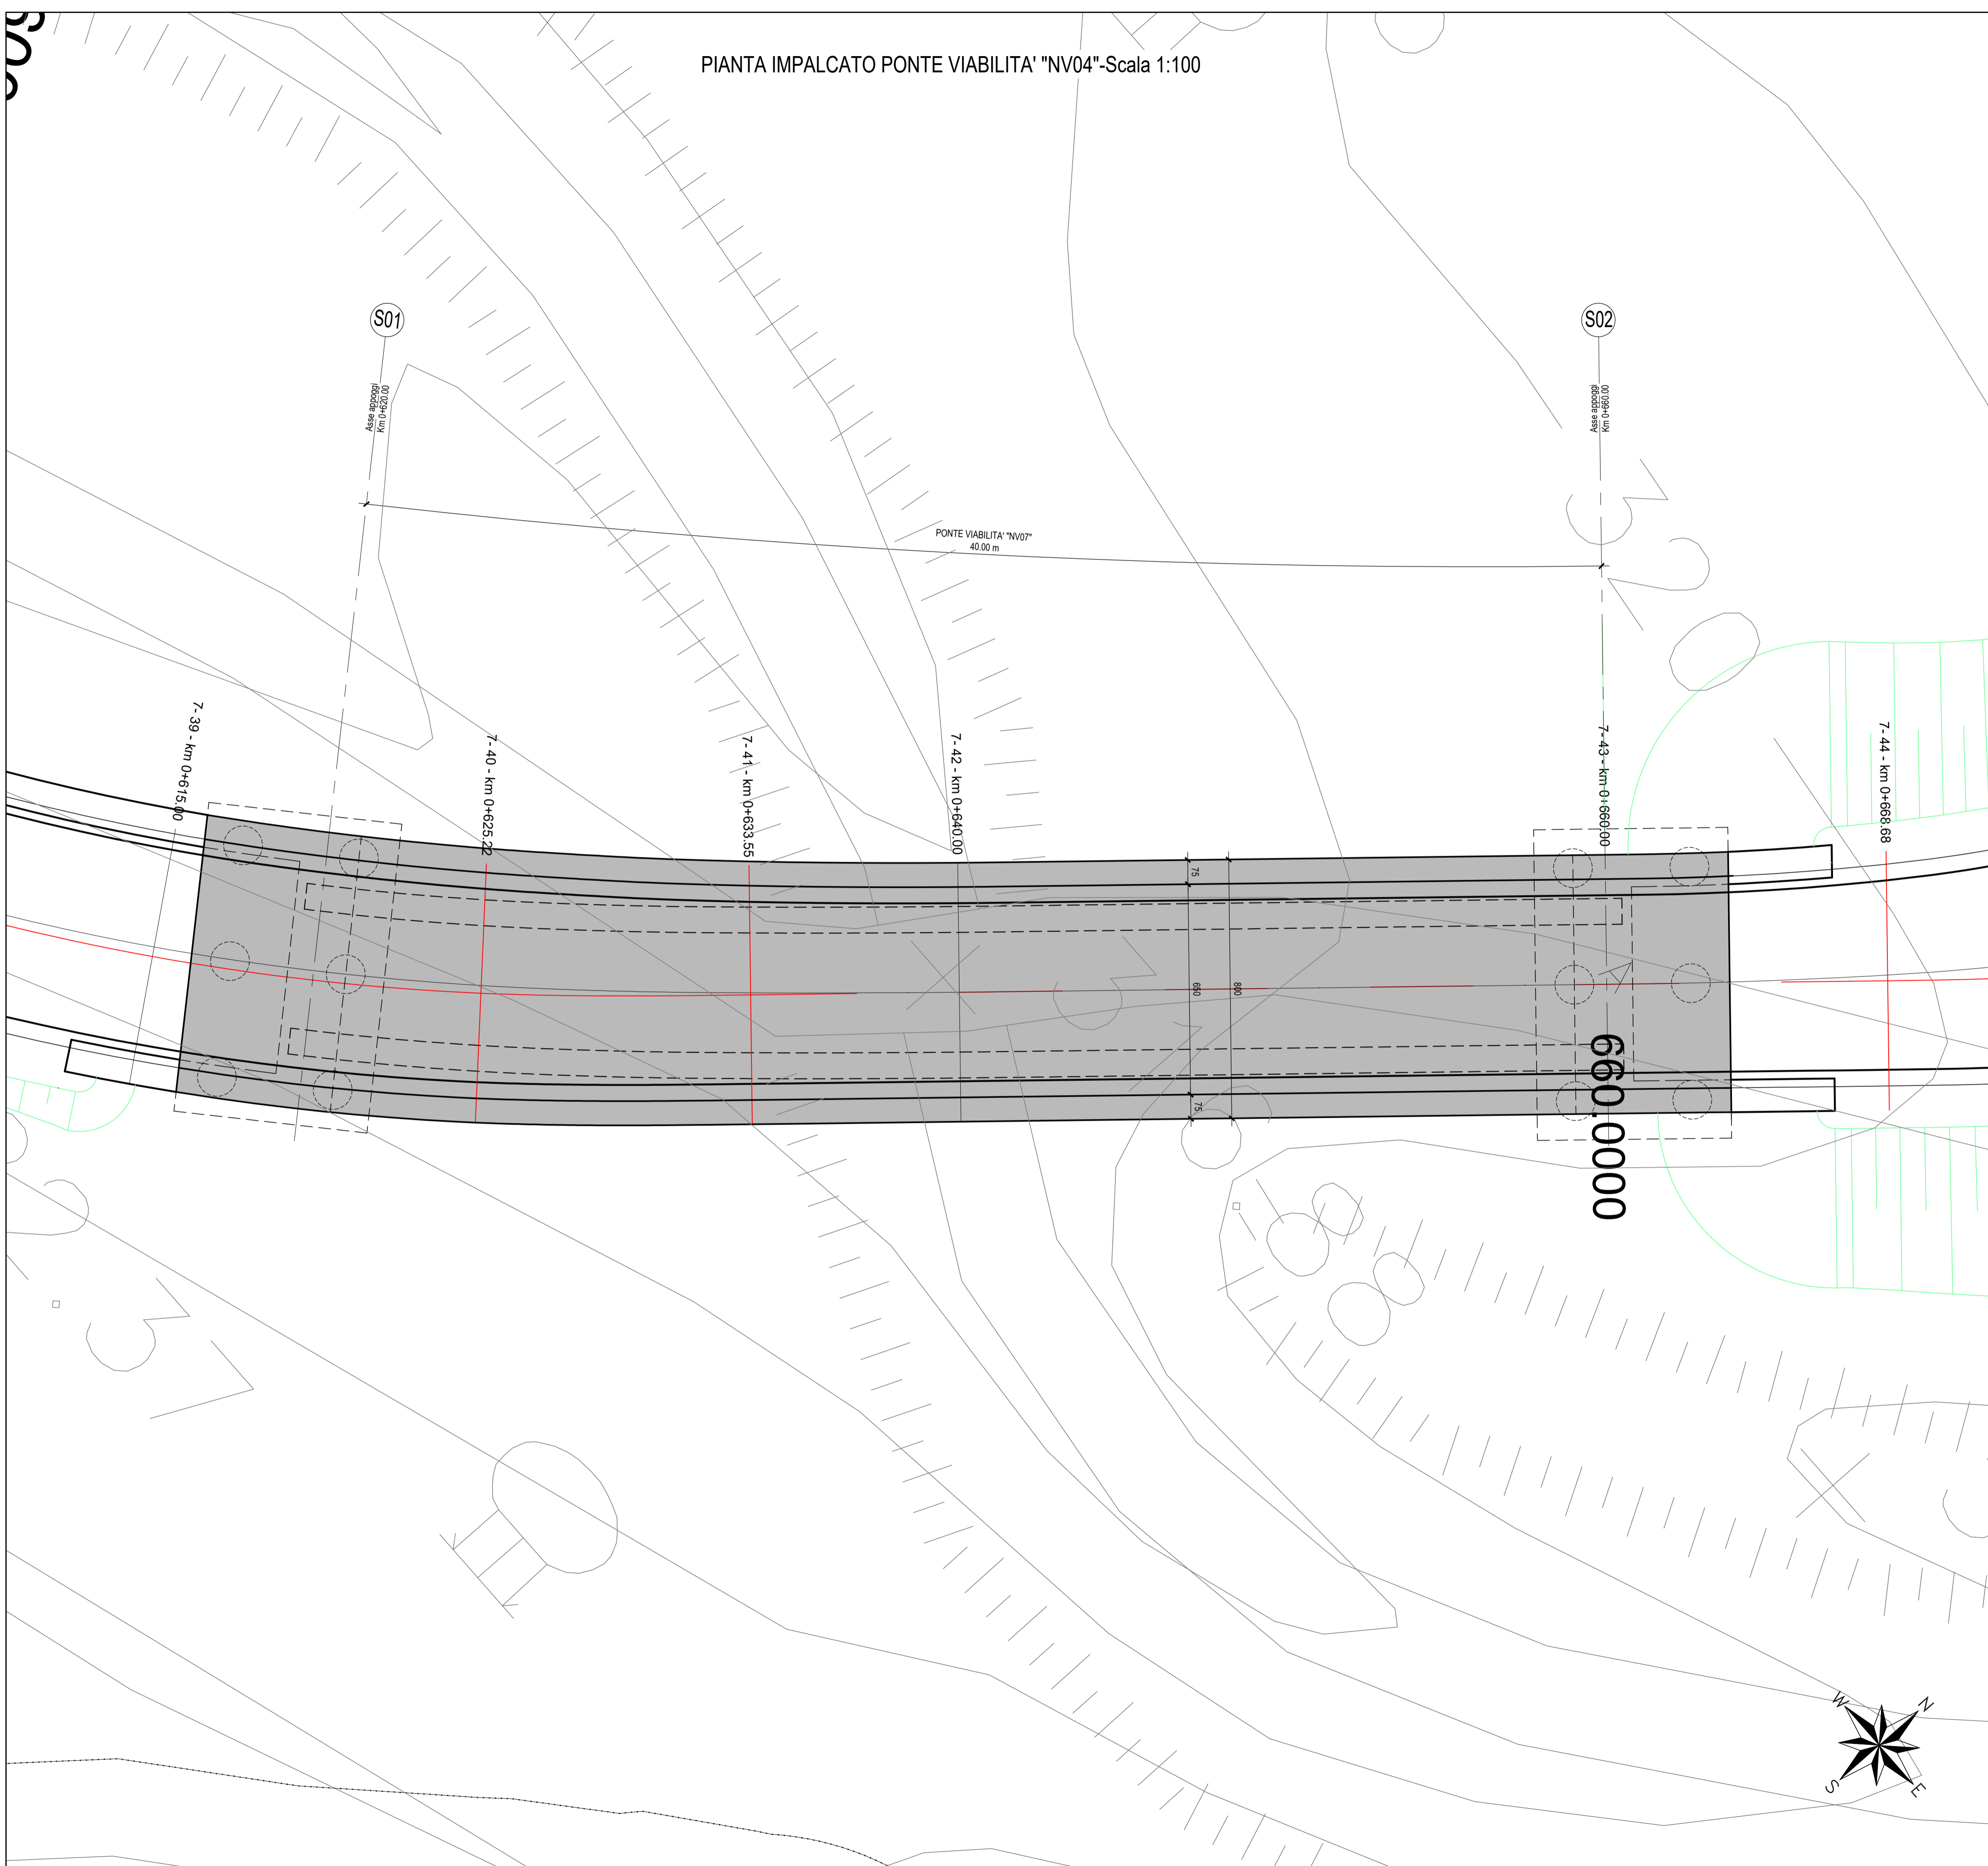 PIANTA IMPALCATO PONTE VIABILITA' "NV04"-Scala 1:100
S01
S02
Asse appoggi
Km 0+620.00
Asse appoggi
Km 0+660.00
PONTE VIABILITA' "NV07"
40.00 m
7- 39 - km 0+615.00
7- 40 - km 0+625.22
7- 41 - km 0+633.55
7- 42 - km 0+640.00
7- 43 - km 0+660.00
7- 44 - km 0+668.68
75
650
800
75
660.0000
W
N
S
E